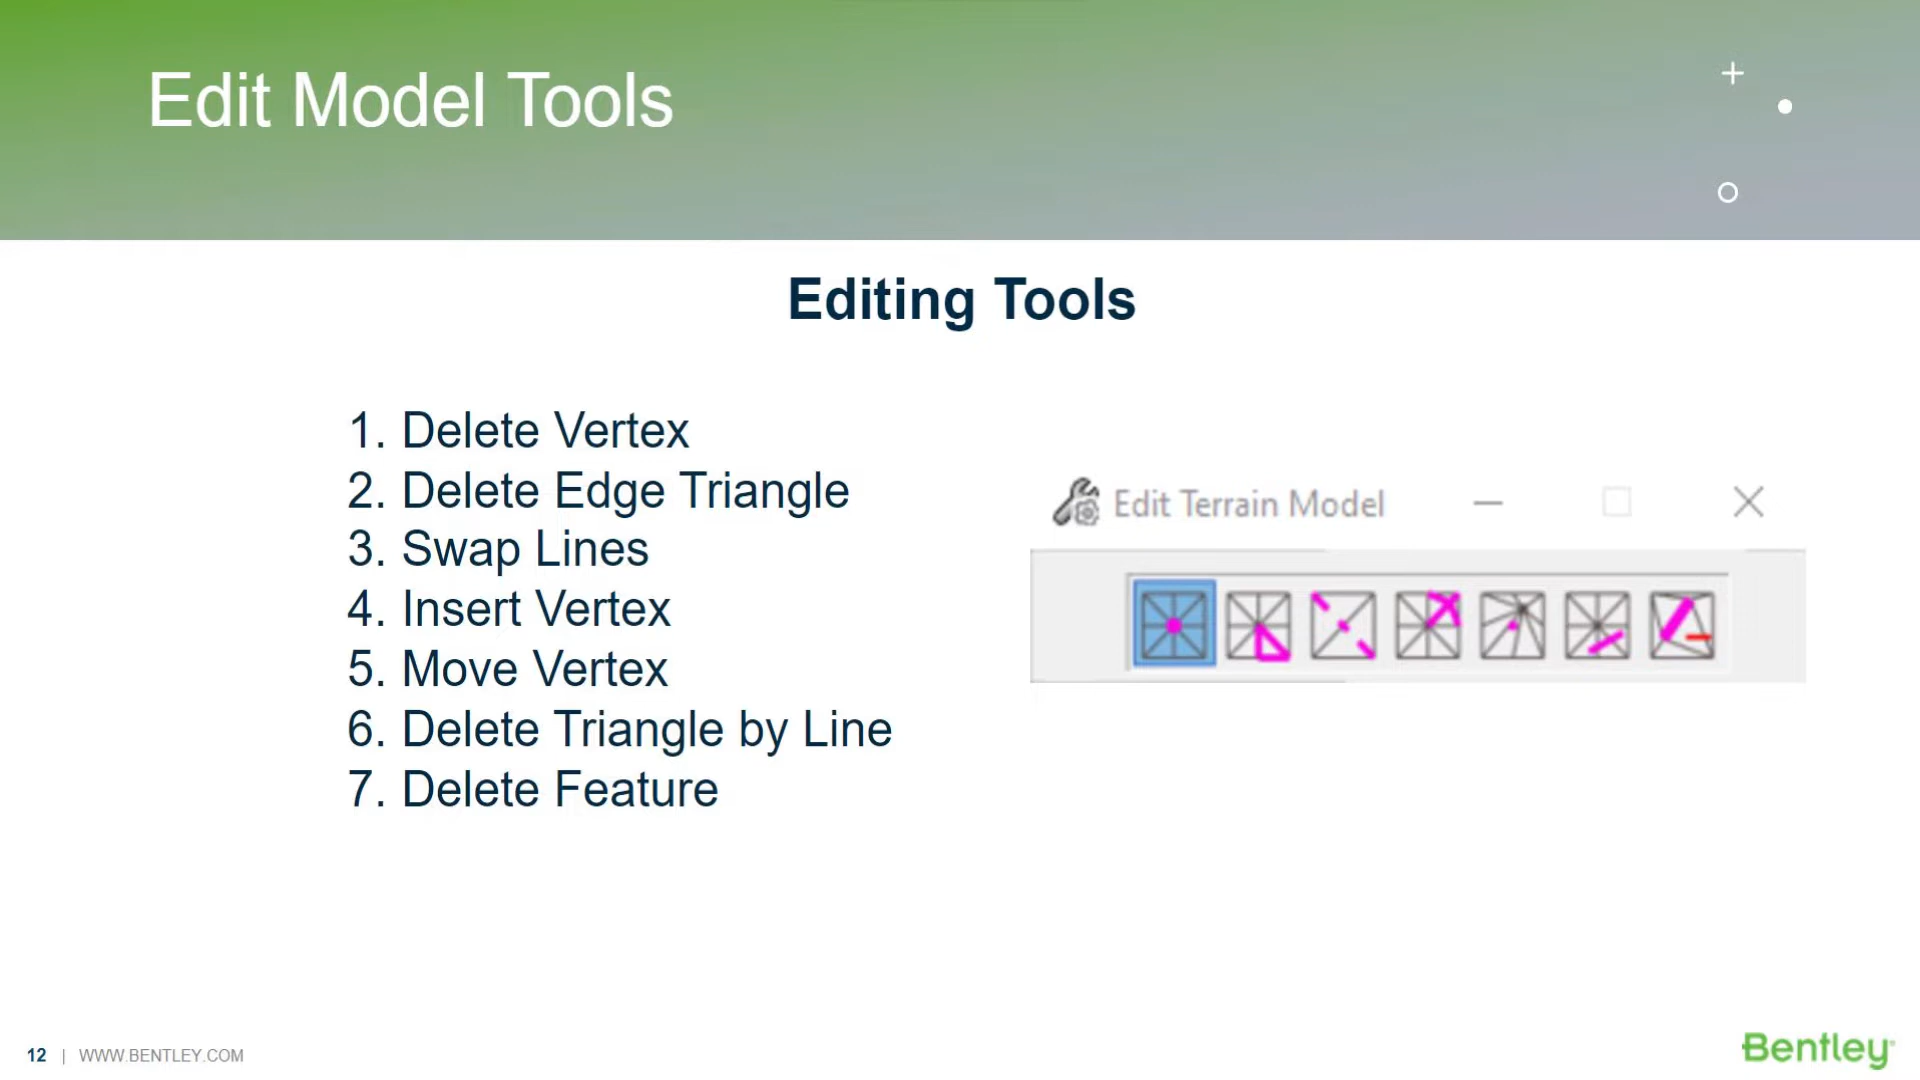 Edit Model Tools
Editing Tools
1. Delete Vertex
2. Delete Edge Triangle
3. Swap Lines
4. Insert Vertex
5. Move Vertex
6. Delete Triangle by Line
7. Delete Feature
Edit Terrain Model
12 | WWW.BENTLEY.COM
Bentley